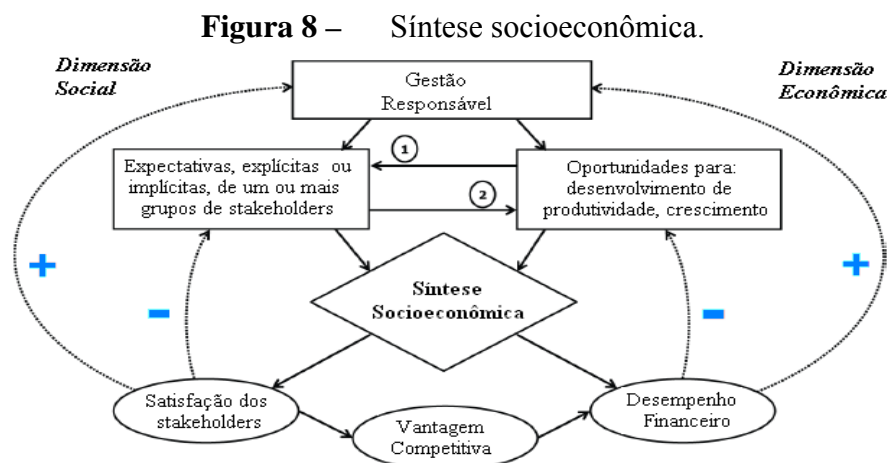 Figura 8 – Síntese socioeconômica.
Dimensão
Social
Gestão
Responsável
Dimensão
Econômica
Expectativas, explícitas ou
implícitas, de um ou mais
grupos de stakeholders
1
2
Oportunidades para:
desenvolvimento de
produtividade, crescimento
+
-
Síntese
Socioeconômica
-
+
Satisfação dos
stakeholders
Vantagem
Competitiva
Desempenho
Financeiro